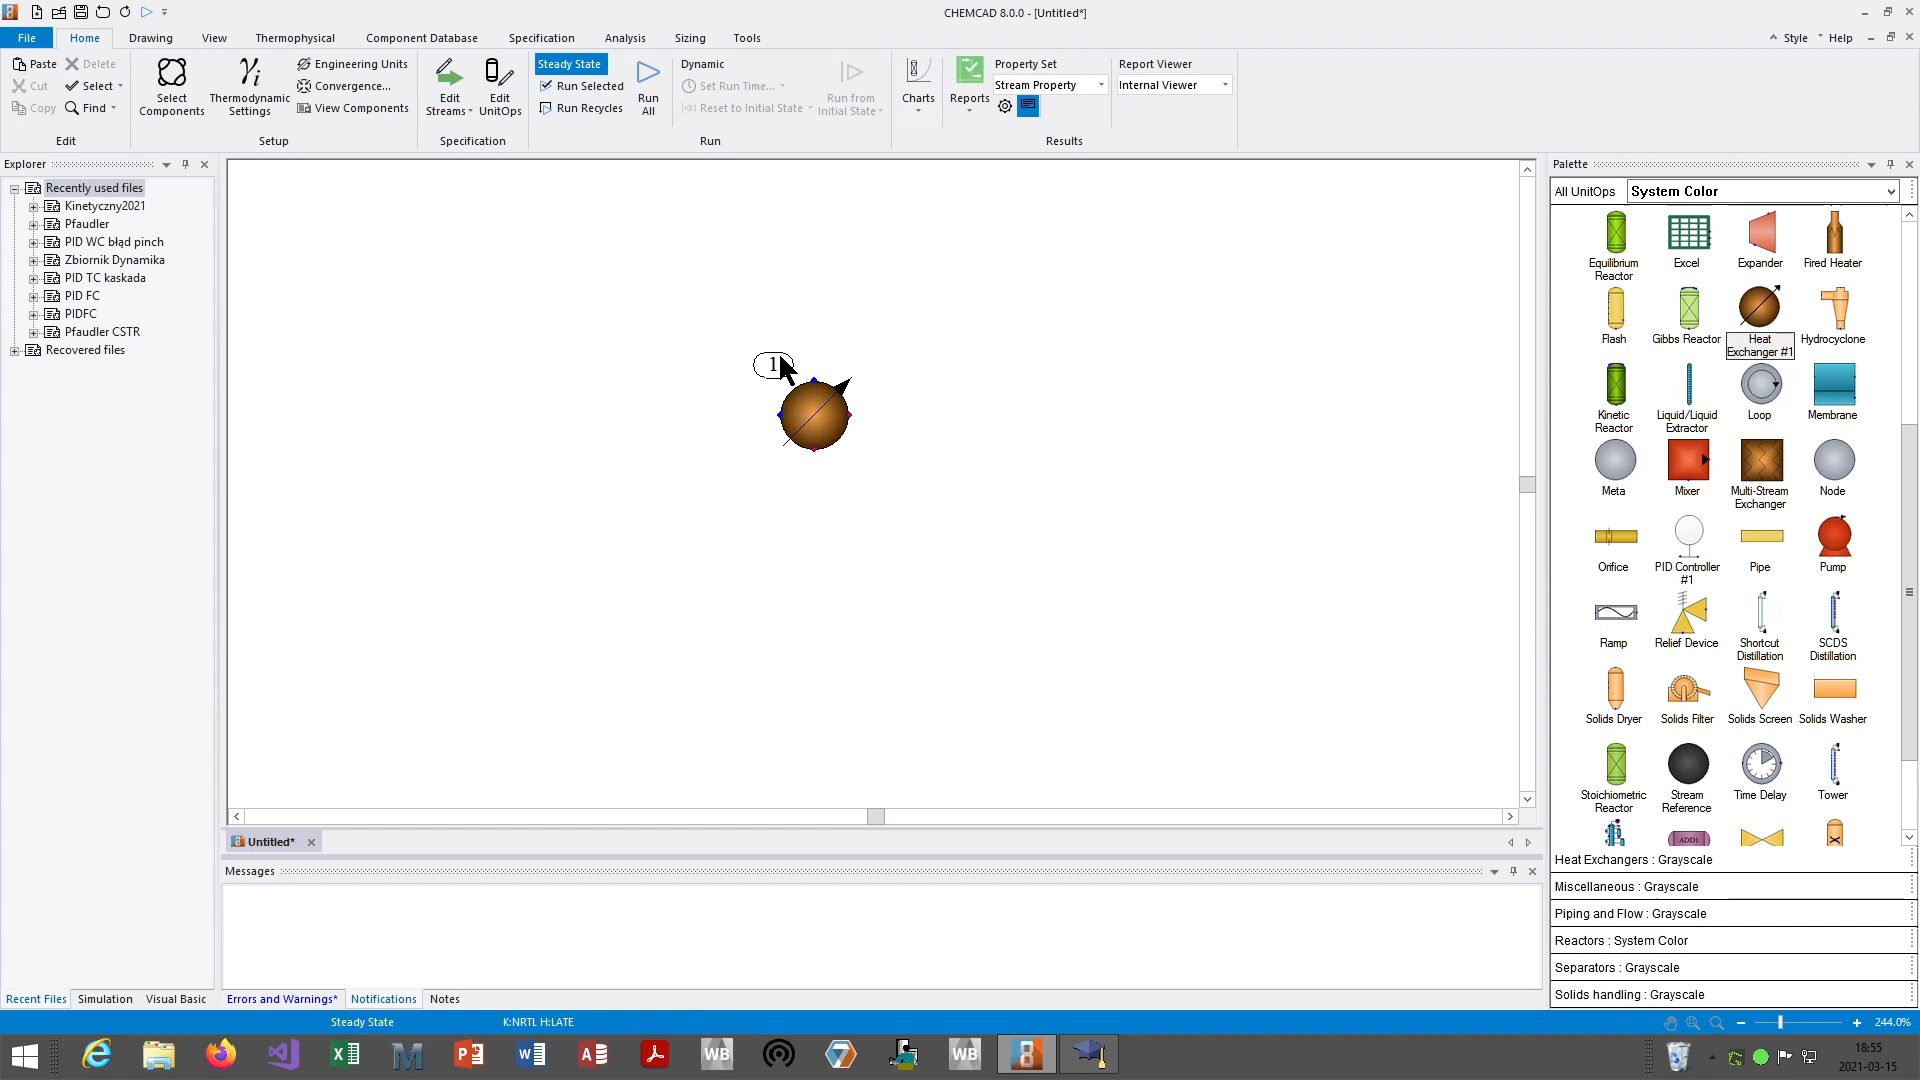 CHEMCAD 8.0.0 - [Untitled*]
File
Home
Drawing
View
Thermophysical
Component Database
Specification
Analysis
Sizing
Tools
Style
Help
Paste
Delete
Cut
Select
Copy
Find
Edit
Select
Components
Thermodynamic
Settings
Engineering Units
Convergence...
View Components
Setup
Edit
Streams
Edit
UnitOps
Specification
Steady State
Run Selected
Run Recycles
Run
All
Dynamic
Set Run Time...
Reset to Initial State
Run from
Initial State
Run
Charts
Reports
Property Set
Stream Property
Report Viewer
Internal Viewer
Results
Explorer
Recently used files
Kinetyczny2021
Pfaudler
PID WC błąd pinch
Zbiornik Dynamika
PID TC kaskada
PID FC
PIDFC
Pfaudler CSTR
Recovered files
1
Palette
All UnitOps
System Color
Equilibrium
Reactor
Excel
Expander
Fired Heater
Flash
Gibbs Reactor
Heat
Exchanger #1
Hydrocyclone
Kinetic
Reactor
Liquid/Liquid
Extractor
Loop
Membrane
Meta
Mixer
Multi-Stream
Exchanger
Node
Orifice
PID Controller
#1
Pipe
Pump
Ramp
Relief Device
Shortcut
Distillation
SCDS
Distillation
Solids Dryer
Solids Filter
Solids Screen
Solids Washer
Stoichiometric
Reactor
Stream
Reference
Time Delay
Tower
ADD1
Heat Exchangers : Grayscale
Miscellaneous : Grayscale
Piping and Flow : Grayscale
Reactors : System Color
Separators : Grayscale
Solids handling : Grayscale
Untitled*
Messages
Recent Files
Simulation
Visual Basic
Errors and Warnings*
Notifications
Notes
Steady State
K:NRTL H:LATE
244.0%
WB
WB
18:55
2021-03-15